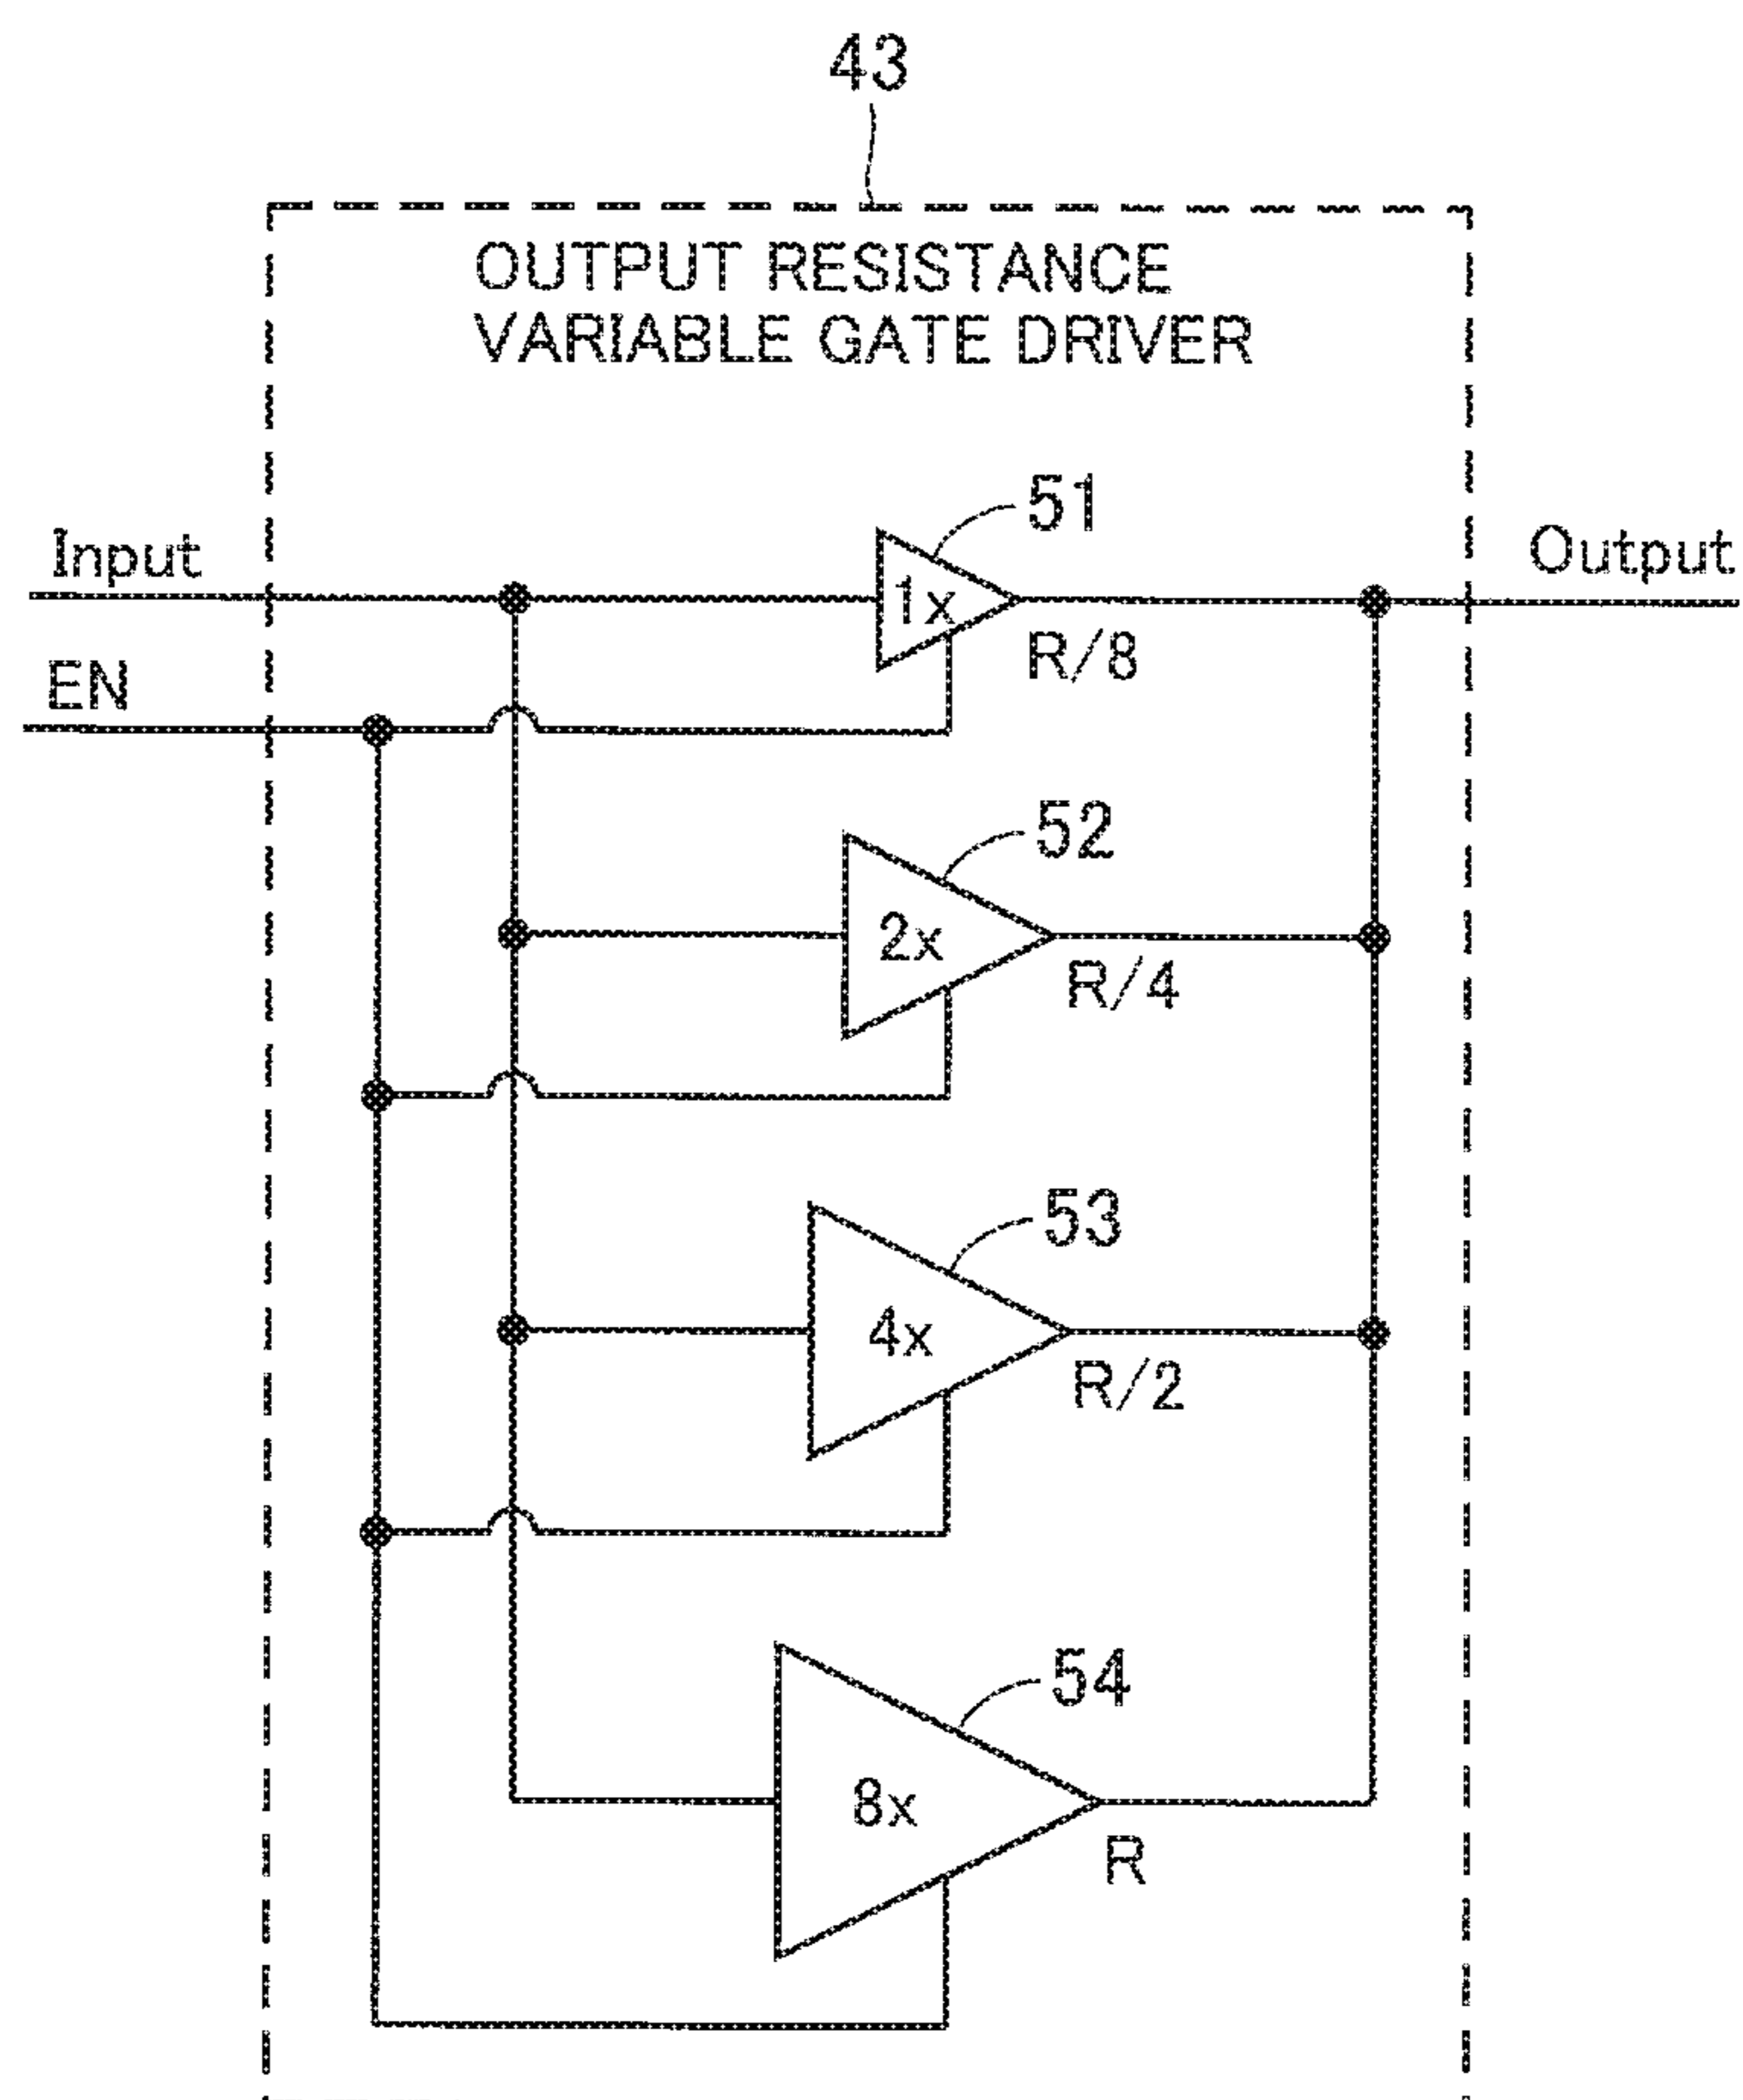 43
OUTPUT RESISTANCE
VARIABLE GATE DRIVER
51
Input
Output
1x
R/8
EN
52
2x
R/4
53
4x
R/2
54
8x
R